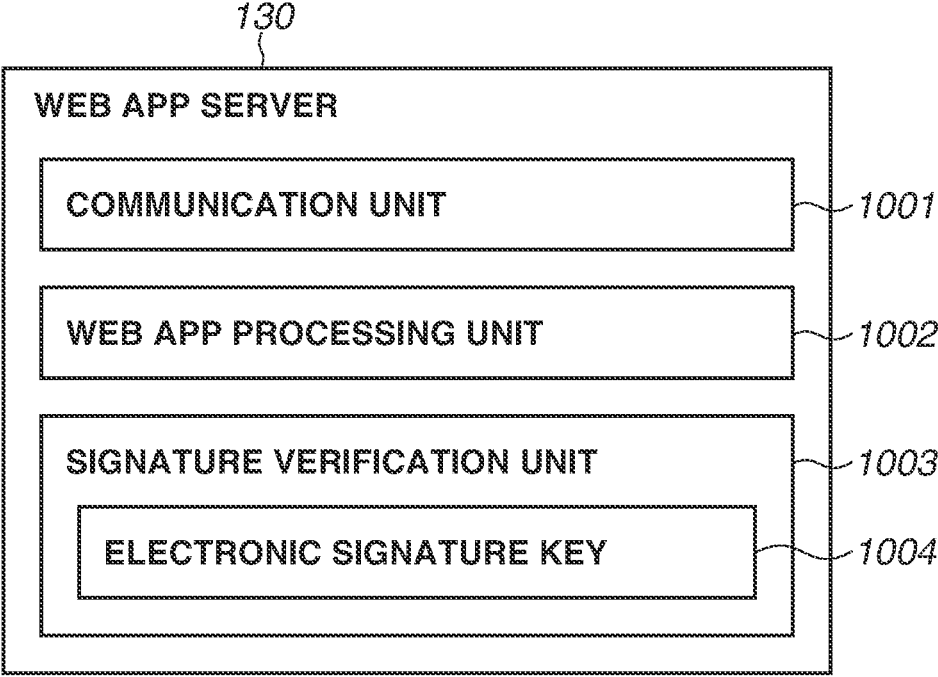 130
WEB APP SERVER
COMMUNICATION UNIT
1001
WEB APP PROCESSING UNIT
1002
SIGNATURE VERIFICATION UNIT
1003
ELECTRONIC SIGNATURE KEY
1004